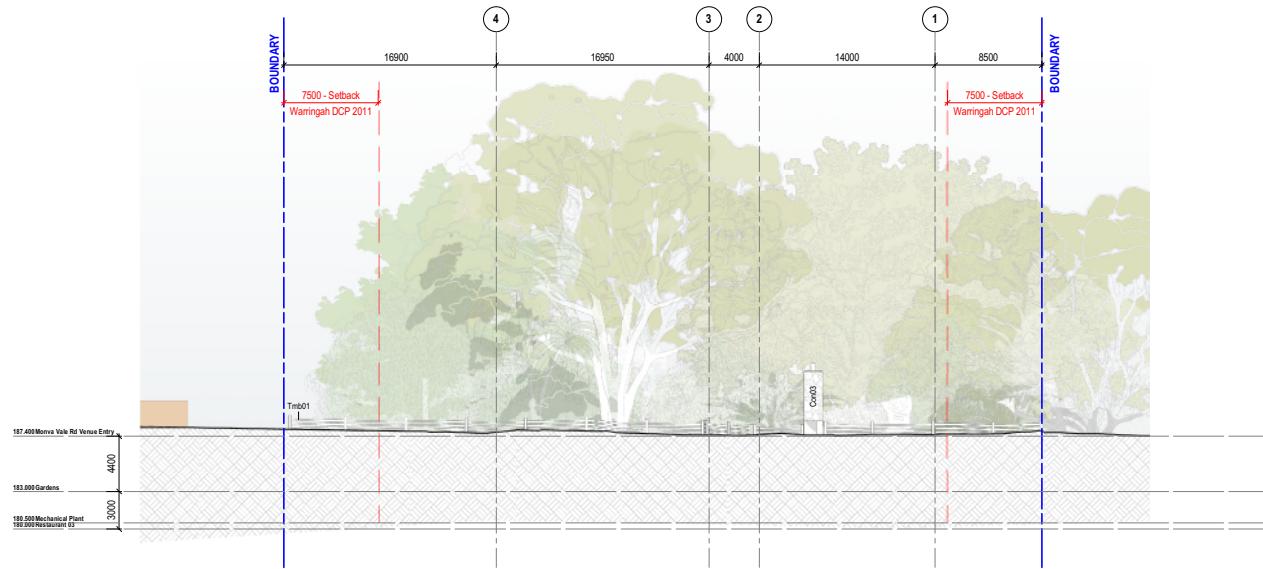 4
3
2
1
BOUNDARY
BOUNDARY
16900
16950
4000
14000
8500
7500 - Setback
Warringah DCP 2011
7500 - Setback
Warringah DCP 2011
Con03
Tmb01
187.400 Monva Vale Rd Venue Entry
4400
183.000 Gardens
3000
180.500 Mechanical Plant
180.000 Restaurant 03